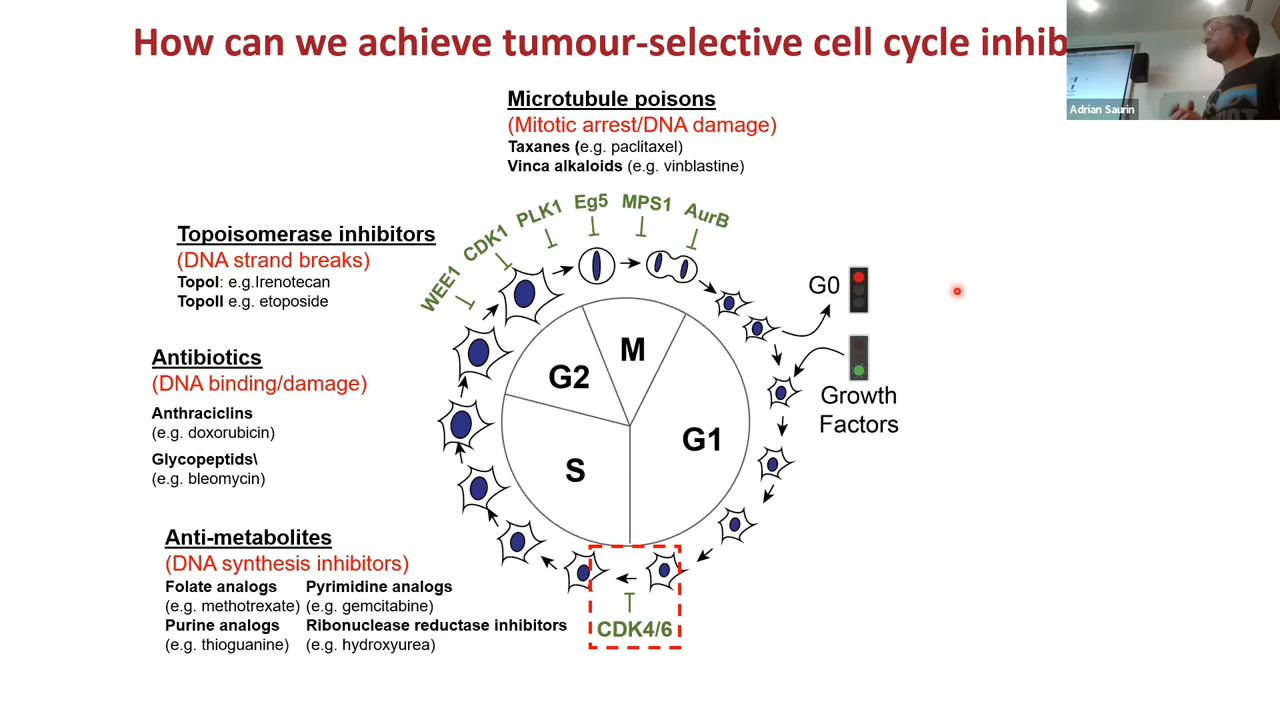 How can we achieve tumour-selective cell cycle inhib
Adrian Saurin
Microtubule poisons
(Mitotic arrest/DNA damage)
Taxanes (e.g. paclitaxel)
Vinca alkaloids (e.g. vinblastine)
Topoisomerase inhibitors
(DNA strand breaks)
TopoI: e.g.Irenotecan
TopoII e.g. etoposide
Antibiotics
(DNA binding/damage)
Anthraciclins
(e.g. doxorubicin)
Glycopeptids\
(e.g. bleomycin)
Anti-metabolites
(DNA synthesis inhibitors)
Folate analogs
(e.g. methotrexate)
Purine analogs
(e.g. thioguanine)
Pyrimidine analogs
(e.g. gemcitabine)
Ribonuclease reductase inhibitors
(e.g. hydroxyurea)
WEE1
CDK1
PLK1
Eg5
MPS1
AurB
G0
Growth
Factors
M
G2
G1
S
CDK4/6